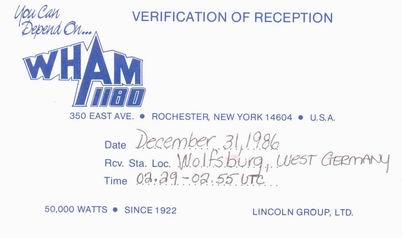 You Can
Depend On...
VERIFICATION OF RECEPTION
WHAM
1180
350 EAST AVE. • ROCHESTER, NEW YORK 14604 • U.S.A.
Date December 31, 1986
Rcv. Sta. Loc. Wolfsburg, WEST GERMANY
Time 02.29-02.55 UTC
50,000 WATTS • SINCE 1922 LINCOLN GROUP, LTD.